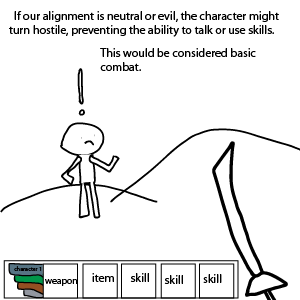 If our alignment is neutral or evil, the character might
turn hostile, preventing the ability to talk or use skills.
This would be considered basic
combat.
!
character 1
weapon
item
skill
skill
skill